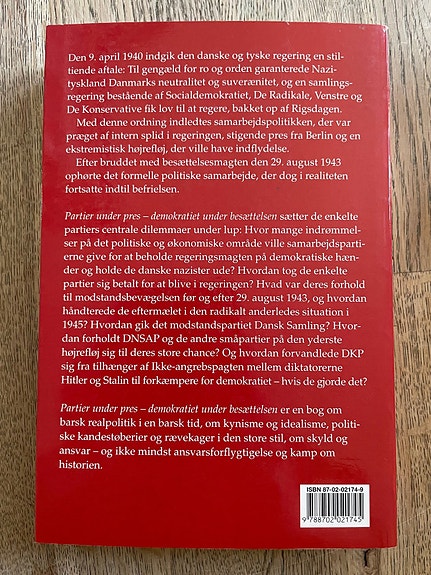 Den 9. april 1940 indgik den danske og tyske regering en stil-
tiende aftale: Til gengæld for ro og orden garanterede Nazi-
tyskland Danmarks neutralitet og suverænitet, og en samlings-
regering bestående af Socialdemokratiet, De Radikale, Venstre og
De Konservative fik lov til at regere, bakket op af Rigsdagen.
Med denne ordning indledtes samarbejdspolitikken, der var
præget af intern splid i regeringen, stigende pres fra Berlin og en
ekstremistisk højrefløj, der ville have indflydelse.
Efter bruddet med besættelsesmagten den 29. august 1943
ophørte det formelle politiske samarbejde, der dog i realiteten
fortsatte indtil befrielsen.
Partier under pres – demokratiet under besættelsen sætter de enkelte
partiers centrale dilemmaer under lup: Hvor mange indrømmel-
ser på det politiske og økonomiske område ville samarbejdsparti-
erne give for at beholde regeringsmagten på demokratiske hæn-
der og holde de danske nazister ude? Hvordan tog de enkelte
partier sig betalt for at blive i regeringen? Hvad var deres forhold
til modstandsbevægelsen før og efter 29. august 1943, og hvordan
håndterede de eftermælet i den radikalt anderledes situation i
1945? Hvordan gik det modstandspartiet Dansk Samling? Hvor-
dan forholdt DNSAP og de andre småpartier på den yderste
højrefløj sig til deres store chance? Og hvordan forvandlede DKP
sig fra tilhænger af Ikke-angrebspagten mellem diktatorerne
Hitler og Stalin til forkæmpere for demokratiet – hvis de gjorde det?
Partier under pres – demokratiet under besættelsen er en bog om
barsk realpolitik i en barsk tid, om kynisme og idealisme, politi-
ske kandestøberier og rævekager i den store stil, om skyld og
ansvar – og ikke mindst ansvarsforflygtigelse og kamp om
historien.
ISBN 87-02-02174-9
9 788702 021745